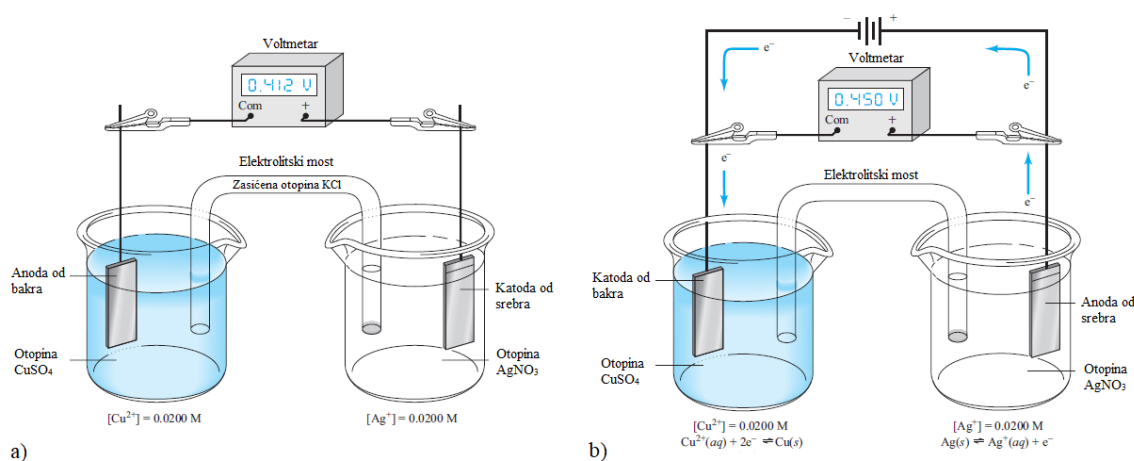 Voltmetar
0.412 V
Com +
Elektrolitski most
Zasićena otopina KCl
Anoda od
bakra
Katoda od
srebra
Otopina
CuSO₄
Otopina
AgNO₃
[Cu²⁺] = 0.0200 M
[Ag⁺] = 0.0200 M
a)
− +
e⁻
e⁻
Voltmetar
0.450 V
Com +
e⁻
e⁻
Elektrolitski most
Katoda od
bakra
Anoda od
srebra
Otopina
CuSO₄
Otopina
AgNO₃
[Cu²⁺] = 0.0200 M
Cu²⁺(aq) + 2e⁻ ⇌ Cu(s)
[Ag⁺] = 0.0200 M
Ag(s) ⇌ Ag⁺(aq) + e⁻
b)